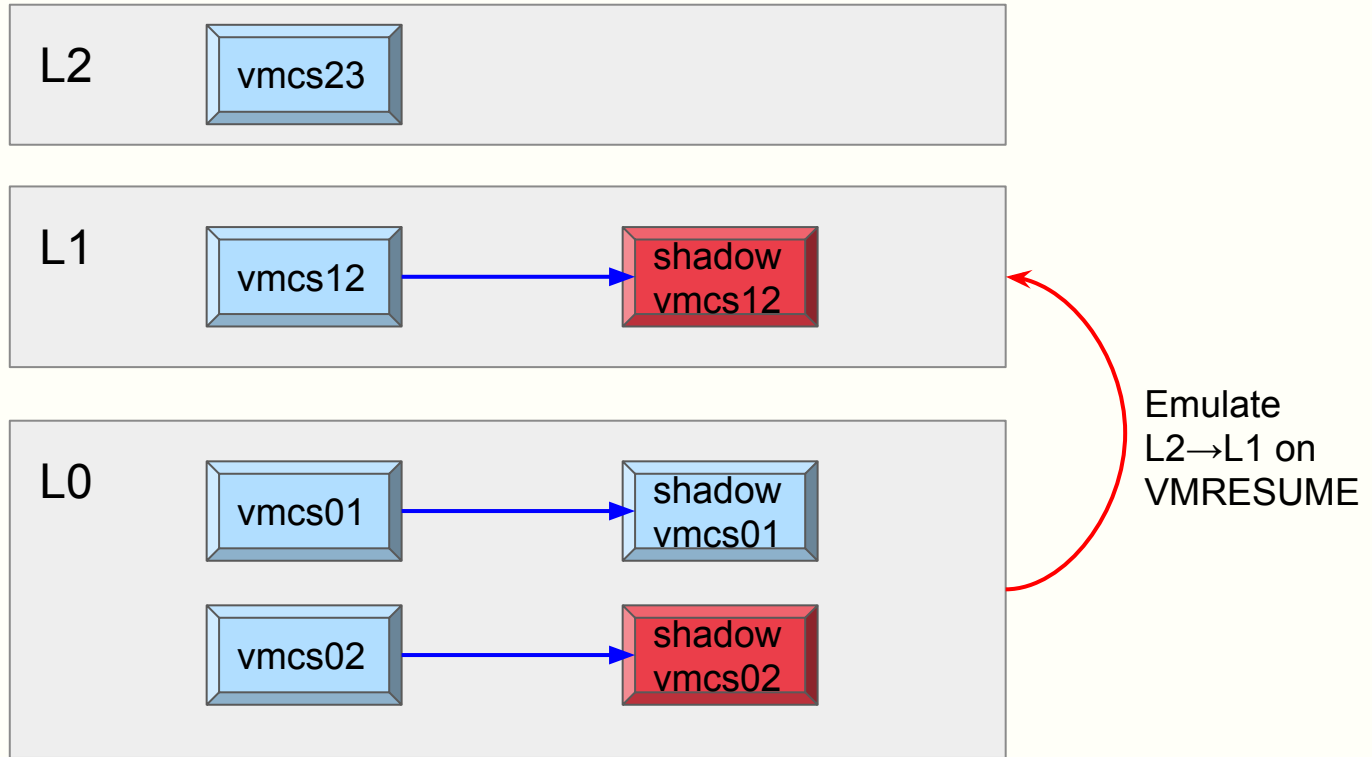 L2
vmcs23
L1
vmcs12
shadow
vmcs12
L0
vmcs01
shadow
vmcs01
vmcs02
shadow
vmcs02
Emulate
L2→L1 on
VMRESUME